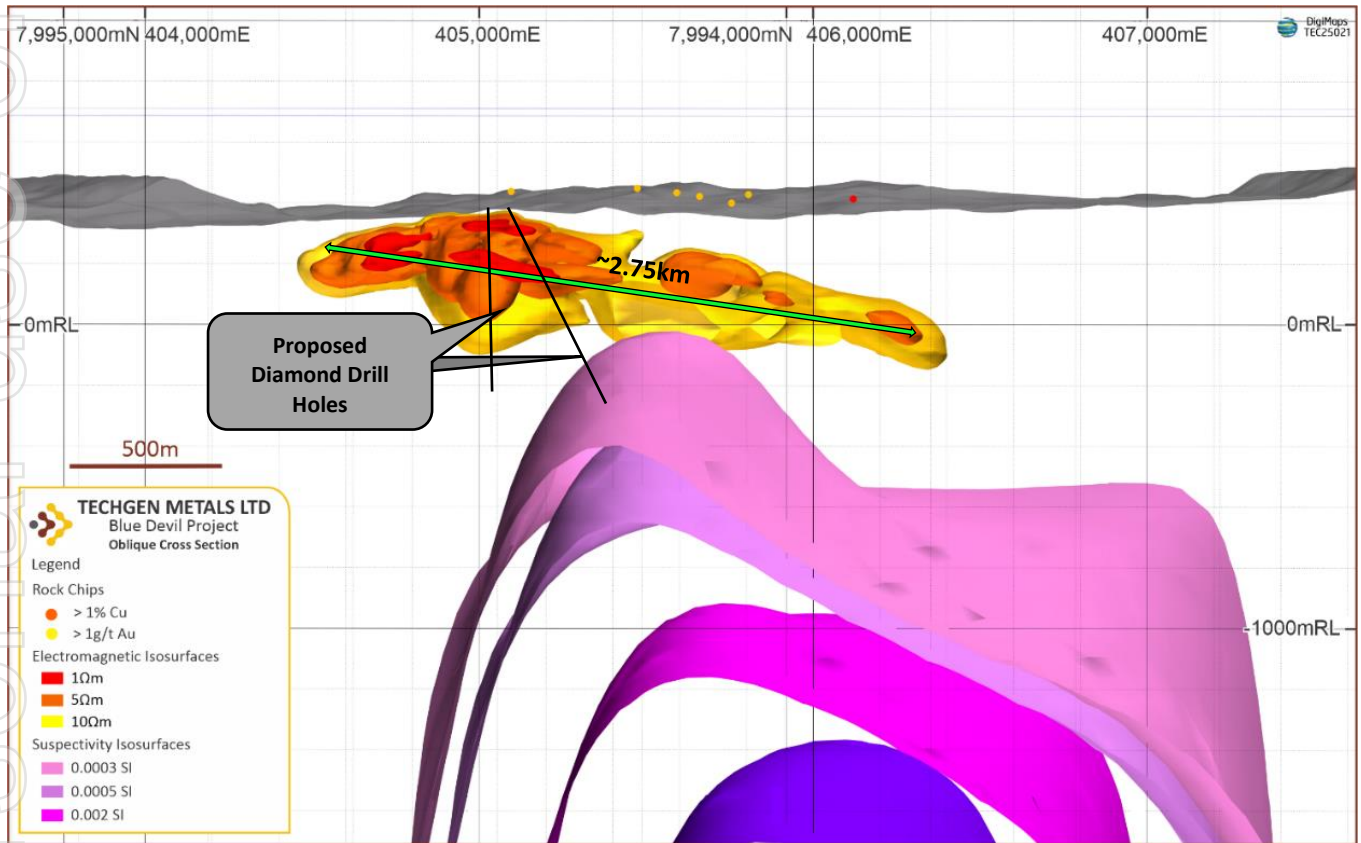 7,995,000mN 404,000mE 405,000mE 7,994,000mN 406,000mE 407,000mE
DigiMaps
TEC25021
~2.75km
0mRL 0mRL
Proposed
Diamond Drill
Holes
500m
TECHGEN METALS LTD
Blue Devil Project
Oblique Cross Section
Legend
Rock Chips
> 1% Cu
> 1g/t Au
Electromagnetic Isosurfaces
1Ωm
5Ωm
10Ωm
Suspectivity Isosurfaces
0.0003 SI
0.0005 SI
0.002 SI
-1000mRL